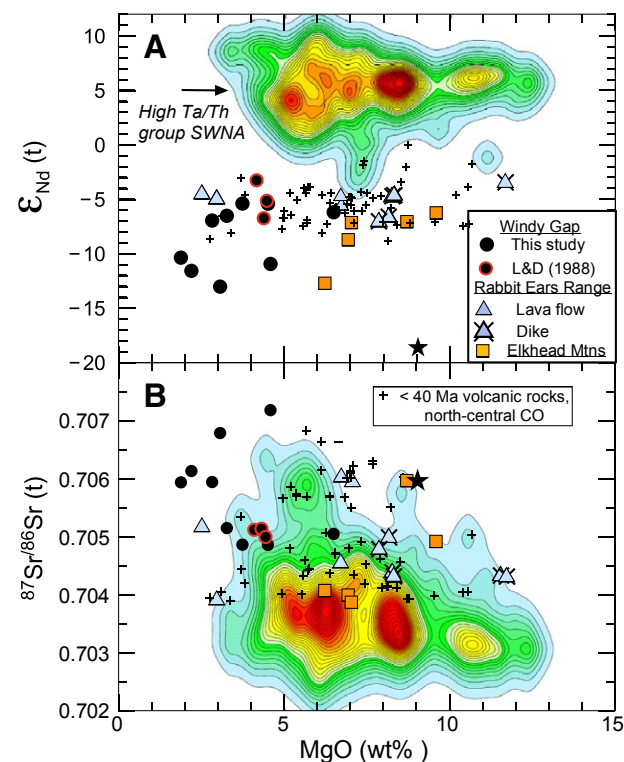 A
10
5
0
−5
−10
−15
−20
εNd (t)
High Ta/Th
group SWNA
Windy Gap
This study
L&D (1988)
Rabbit Ears Range
Lava flow
Dike
Elkhead Mtns
B
+ < 40 Ma volcanic rocks,
north-central CO
0.707
0.706
0.705
0.704
0.703
0.702
87Sr/86Sr (t)
0 5 10 15
MgO (wt% )